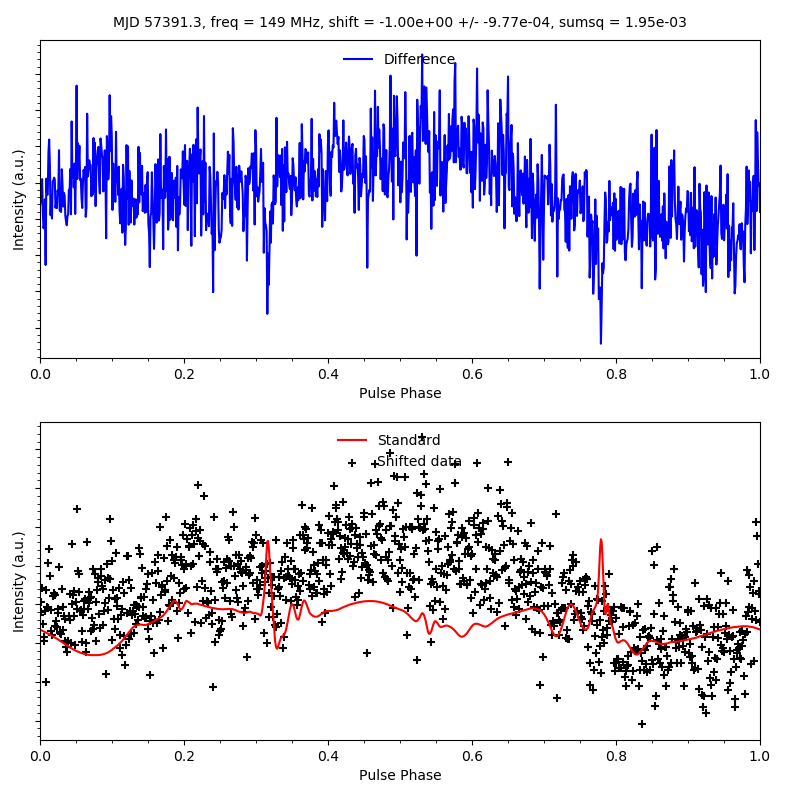 MJD 57391.3, freq = 149 MHz, shift = -1.00e+00 +/- -9.77e-04, sumsq = 1.95e-03
Difference
Intensity (a.u.)
0.0 0.2 0.4 0.6 0.8 1.0
Pulse Phase
Standard
Shifted data
Intensity (a.u.)
0.0 0.2 0.4 0.6 0.8 1.0
Pulse Phase